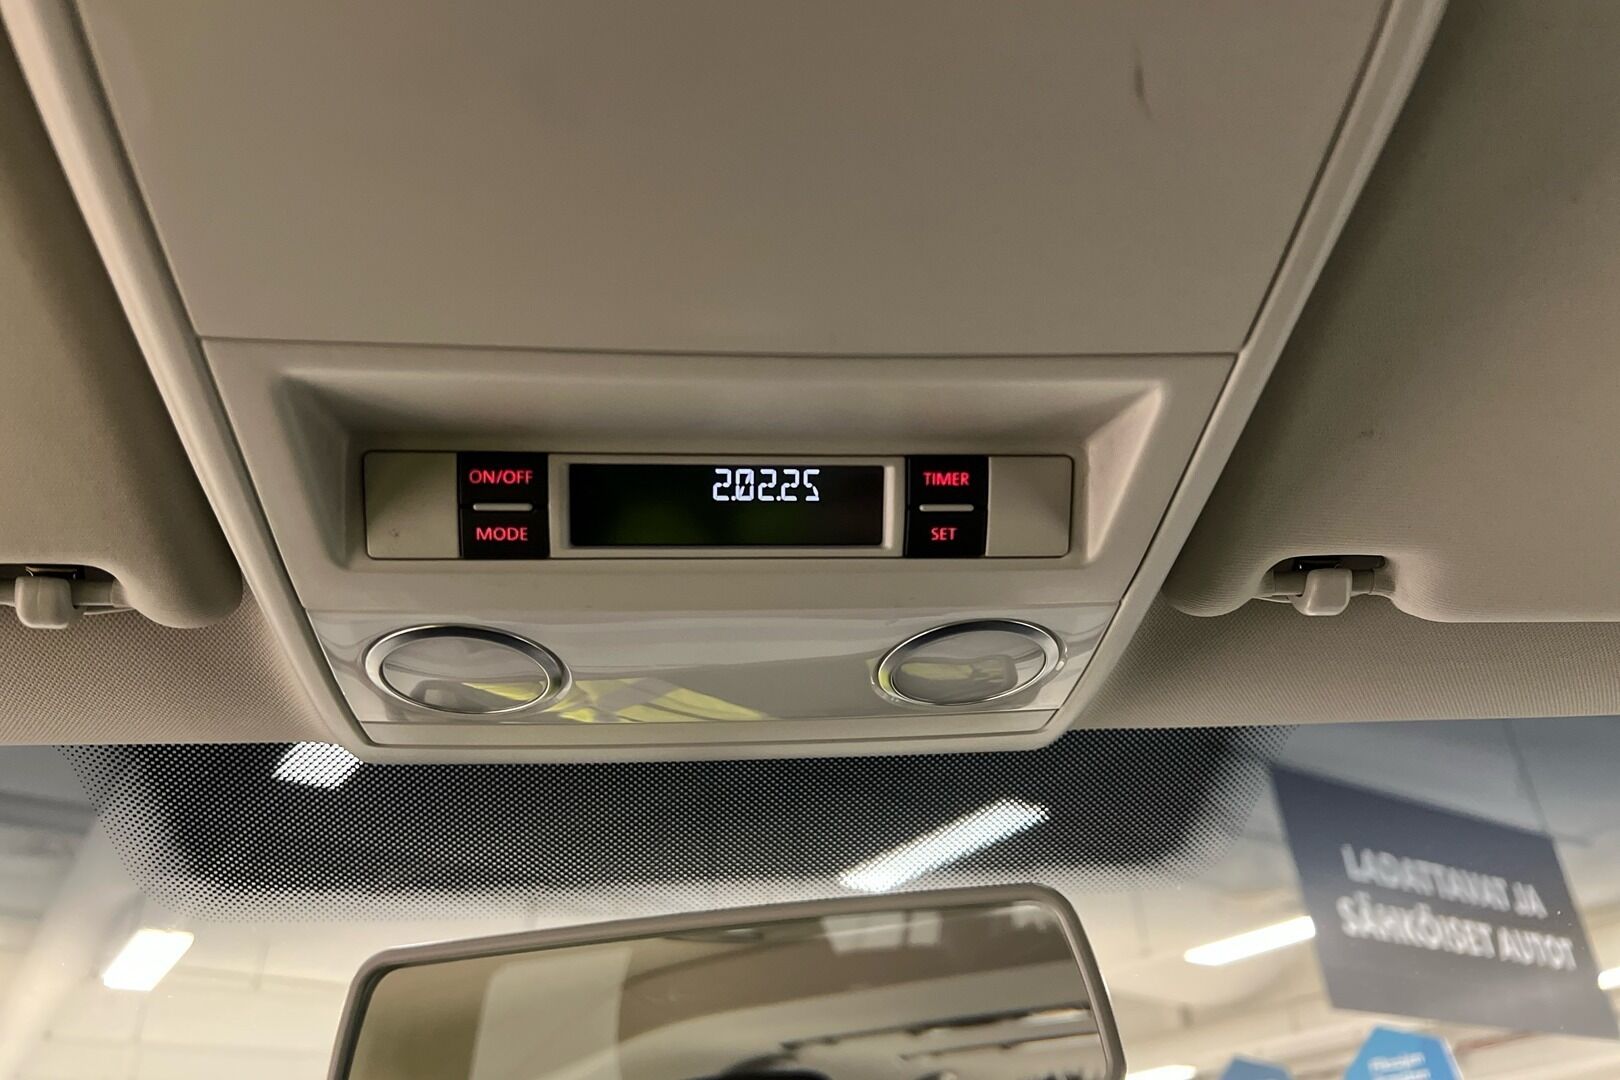 ON/OFF
MODE
2.02.25
TIMER
SET
LADATTAVAT JA
SÄHKÖISET AUTOT